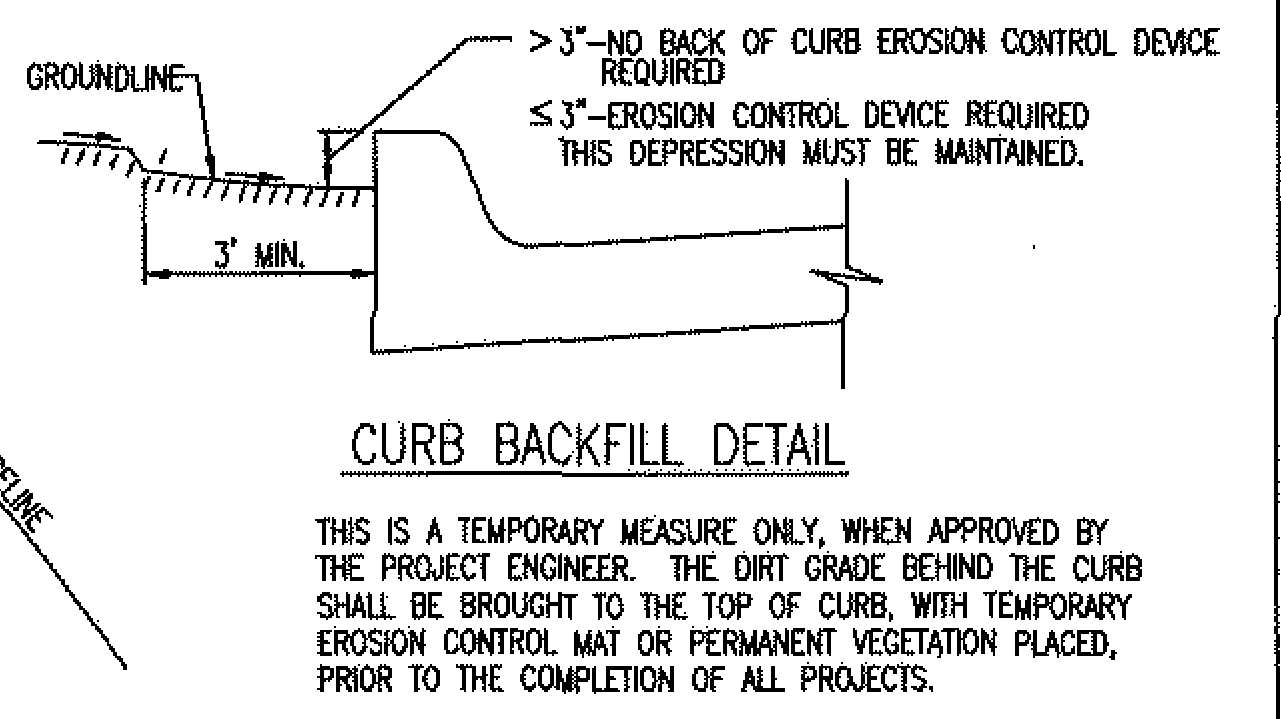 > 3"-NO BACK OF CURB EROSION CONTROL DEVICE
REQUIRED
GROUNDLINE
≤ 3"-EROSION CONTROL DEVICE REQUIRED
THIS DEPRESSION MUST BE MAINTAINED.
3' MIN.
CURB BACKFILL DETAIL
THIS IS A TEMPORARY MEASURE ONLY, WHEN APPROVED BY
THE PROJECT ENGINEER. THE DIRT GRADE BEHIND THE CURB
SHALL BE BROUGHT TO THE TOP OF CURB, WITH TEMPORARY
EROSION CONTROL MAT OR PERMANENT VEGETATION PLACED,
PRIOR TO THE COMPLETION OF ALL PROJECTS.